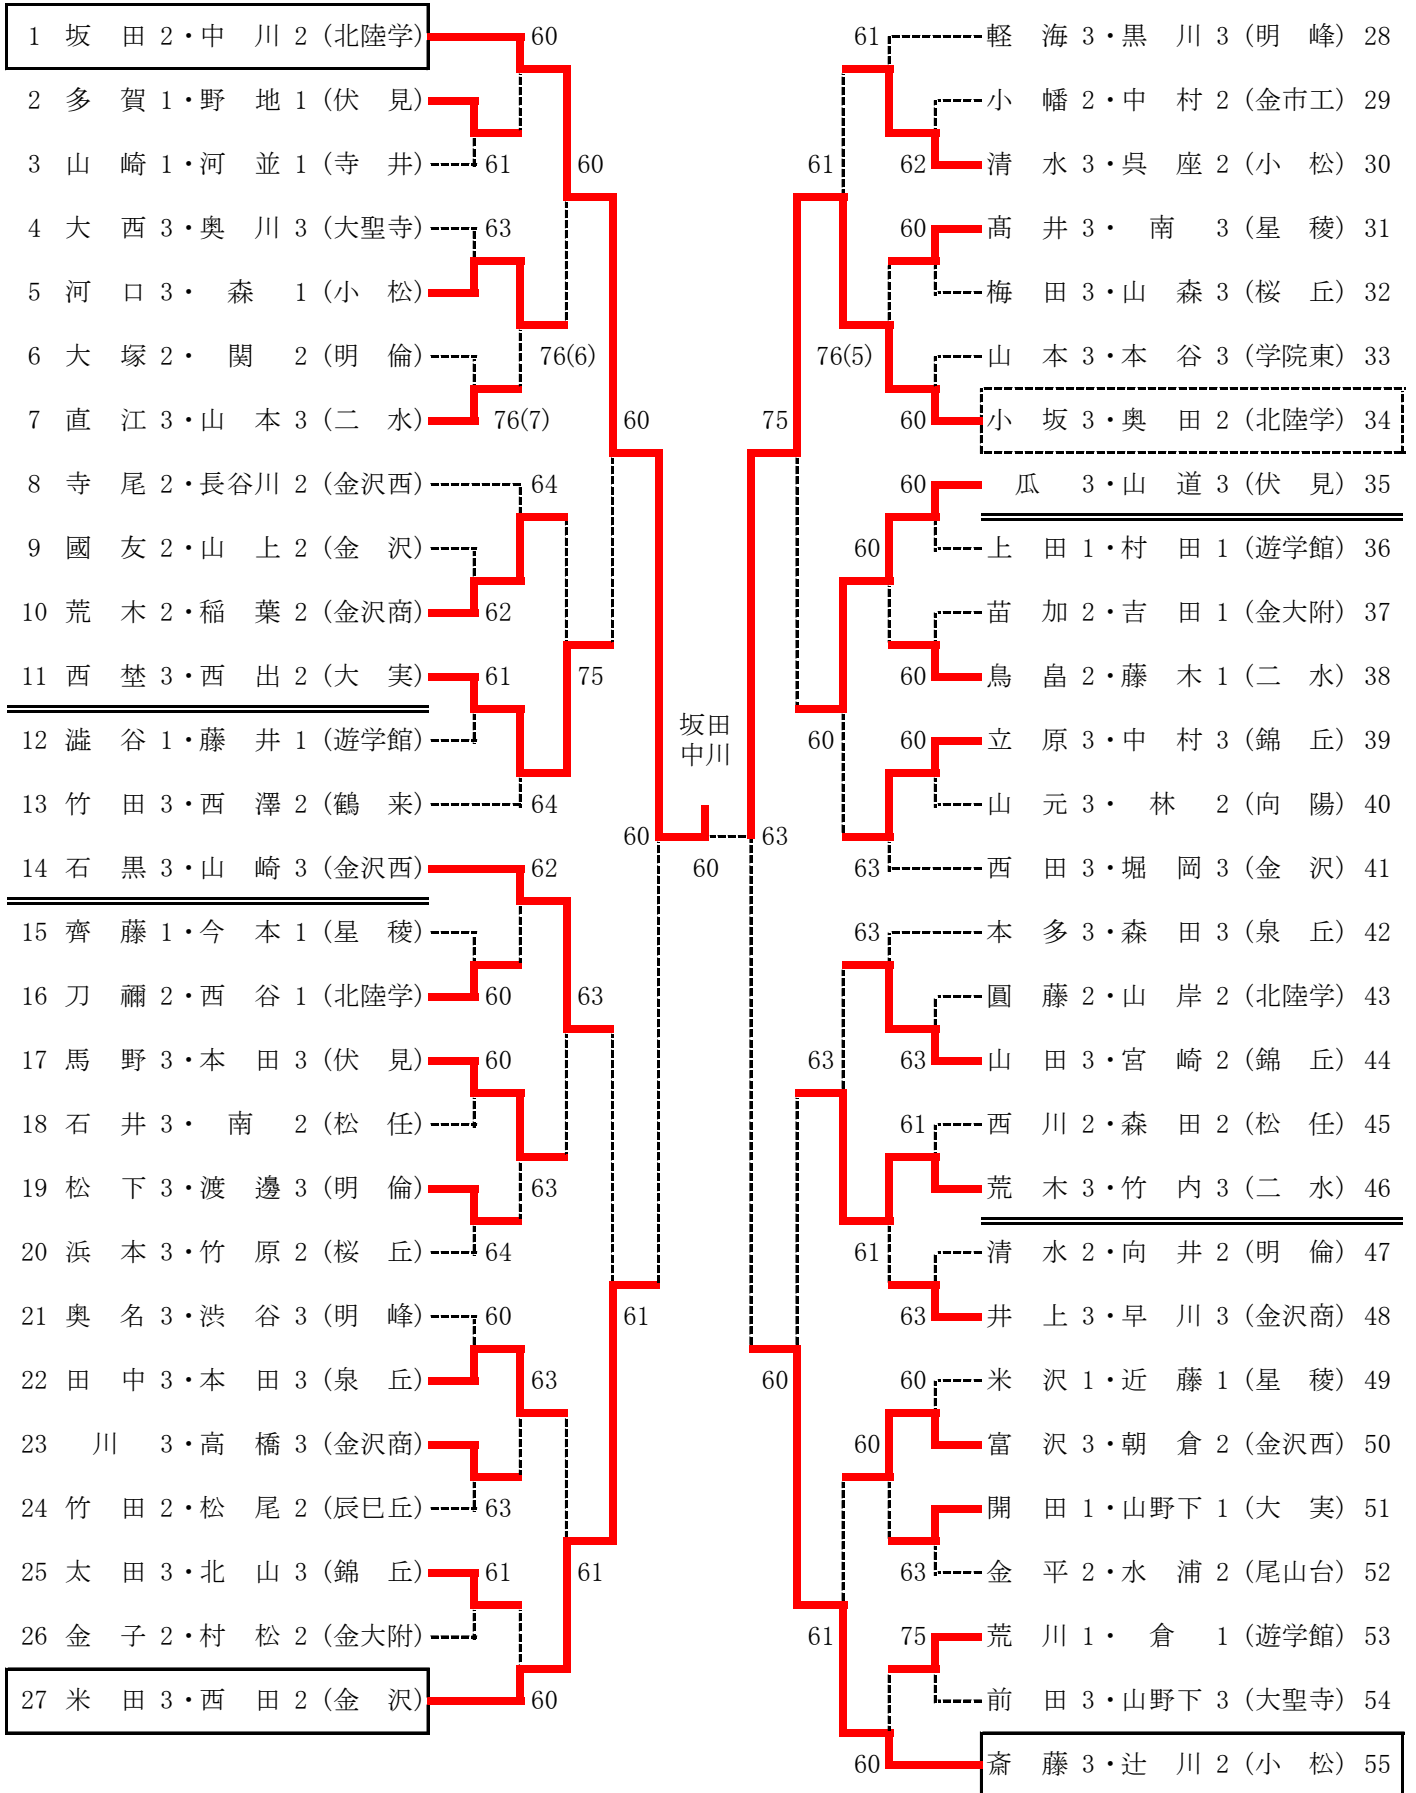 1 坂 田 2・中 川 2 (北陸学)
2 多 賀 1・野 地 1 (伏 見)
3 山 崎 1・河 並 1 (寺 井)
4 大 西 3・奥 川 3 (大聖寺)
5 河 口 3・ 森 1 (小 松)
6 大 塚 2・ 関 2 (明 倫)
7 直 江 3・山 本 3 (二 水)
8 寺 尾 2・長谷川 2 (金沢西)
9 國 友 2・山 上 2 (金 沢)
10 荒 木 2・稲 葉 2 (金沢商)
11 西 埜 3・西 出 2 (大 実)
12 澁 谷 1・藤 井 1 (遊学館)
13 竹 田 3・西 澤 2 (鶴 来)
14 石 黒 3・山 崎 3 (金沢西)
15 齊 藤 1・今 本 1 (星 稜)
16 刀 禰 2・西 谷 1 (北陸学)
17 馬 野 3・本 田 3 (伏 見)
18 石 井 3・ 南 2 (松 任)
19 松 下 3・渡 邊 3 (明 倫)
20 浜 本 3・竹 原 2 (桜 丘)
21 奥 名 3・渋 谷 3 (明 峰)
22 田 中 3・本 田 3 (泉 丘)
23 川 3・高 橋 3 (金沢商)
24 竹 田 2・松 尾 2 (辰巳丘)
25 太 田 3・北 山 3 (錦 丘)
26 金 子 2・村 松 2 (金大附)
27 米 田 3・西 田 2 (金 沢)
60
61
63
76(7)
64
62
61
64
62
60
60
64
60
63
63
61
60
60
76(6)
75
63
63
61
60
61
60
坂田
中川
60
63
75
60
61
60
63
61
61
76(5)
60
63
63
61
60
60
62
60
60
60
60
60
63
61
63
60
63
75
軽 海 3・黒 川 3 (明 峰) 28
小 幡 2・中 村 2 (金市工) 29
清 水 3・呉 座 2 (小 松) 30
髙 井 3・ 南 3 (星 稜) 31
梅 田 3・山 森 3 (桜 丘) 32
山 本 3・本 谷 3 (学院東) 33
小 坂 3・奥 田 2 (北陸学) 34
瓜 3・山 道 3 (伏 見) 35
上 田 1・村 田 1 (遊学館) 36
苗 加 2・吉 田 1 (金大附) 37
鳥 畠 2・藤 木 1 (二 水) 38
立 原 3・中 村 3 (錦 丘) 39
山 元 3・ 林 2 (向 陽) 40
西 田 3・堀 岡 3 (金 沢) 41
本 多 3・森 田 3 (泉 丘) 42
圓 藤 2・山 岸 2 (北陸学) 43
山 田 3・宮 崎 2 (錦 丘) 44
西 川 2・森 田 2 (松 任) 45
荒 木 3・竹 内 3 (二 水) 46
清 水 2・向 井 2 (明 倫) 47
井 上 3・早 川 3 (金沢商) 48
米 沢 1・近 藤 1 (星 稜) 49
富 沢 3・朝 倉 2 (金沢西) 50
開 田 1・山野下 1 (大 実) 51
金 平 2・水 浦 2 (尾山台) 52
荒 川 1・ 倉 1 (遊学館) 53
前 田 3・山野下 3 (大聖寺) 54
斎 藤 3・辻 川 2 (小 松) 55